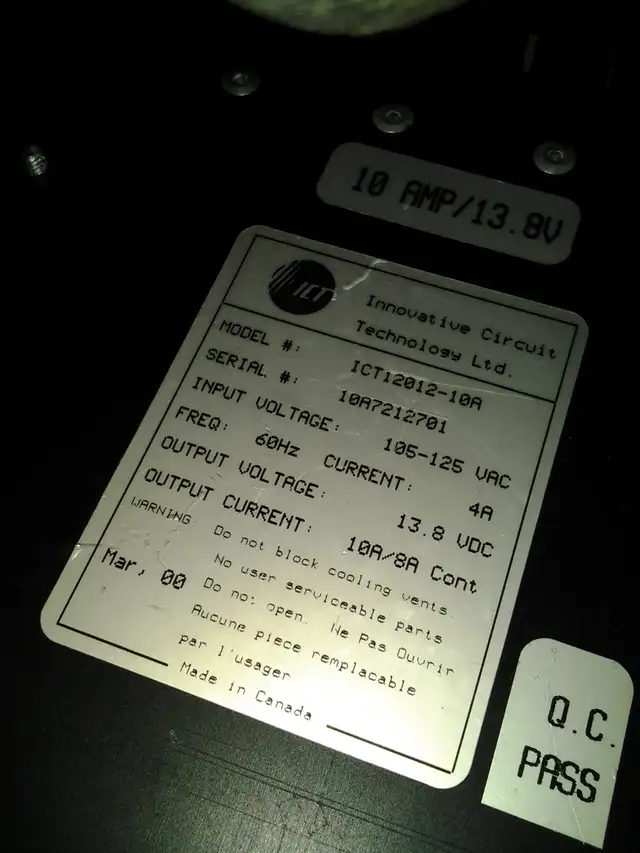 10 AMP/13.8V
ICT
Innovative Circuit
Technology Ltd.
MODEL #: ICT12012-10A
SERIAL #: 10A7212701
INPUT VOLTAGE: 105-125 VAC
FREQ: 60Hz CURRENT: 4A
OUTPUT VOLTAGE: 13.8 VDC
OUTPUT CURRENT: 10A/8A Cont
WARNING Do not block cooling vents.
No user serviceable parts
Mar, 00 Do not open. Ne Pas Ouvrir
Aucune piece remplacable
par l'usager
Made in Canada
Q.C.
PASS